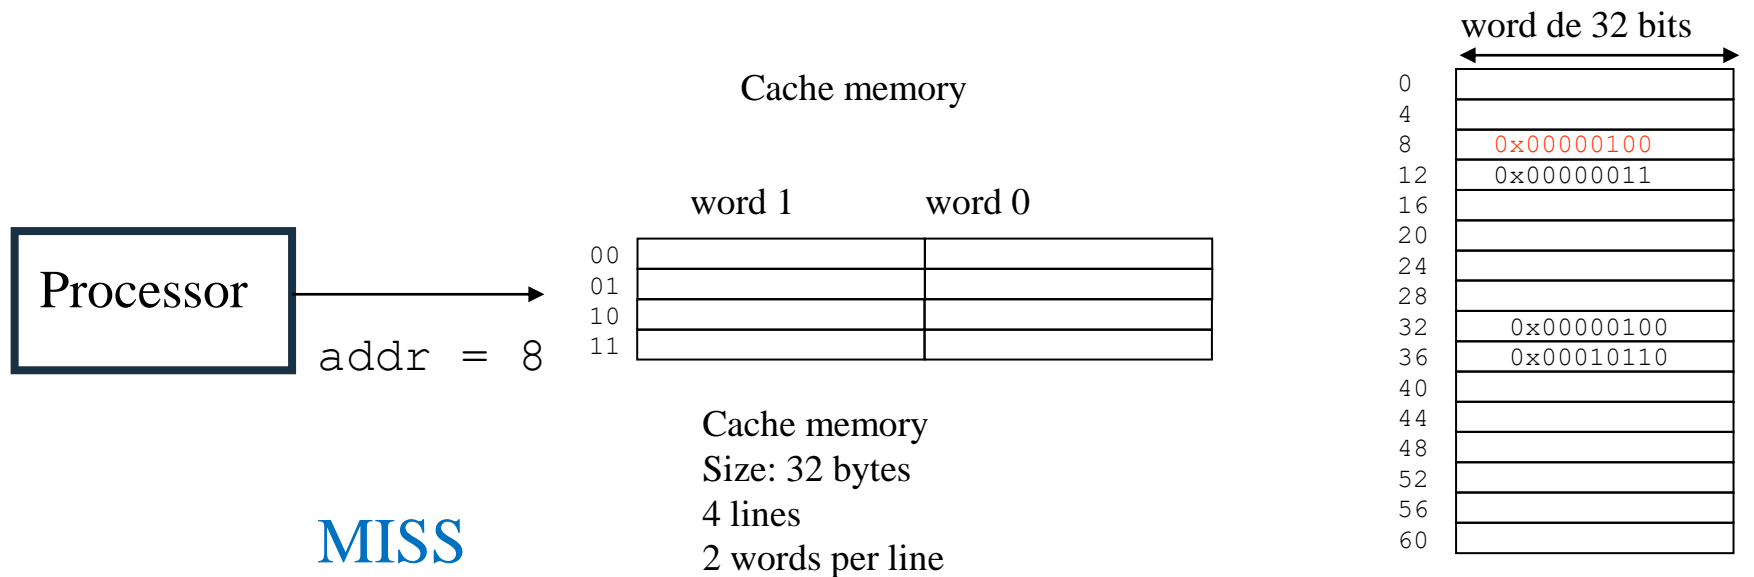 word de 32 bits
Cache memory
word 1 word 0
00
01
10
11
Processor
addr = 8
MISS
Cache memory
Size: 32 bytes
4 lines
2 words per line
0
4
8 0x00000100
12 0x00000011
16
20
24
28
32 0x00000100
36 0x00010110
40
44
48
52
56
60